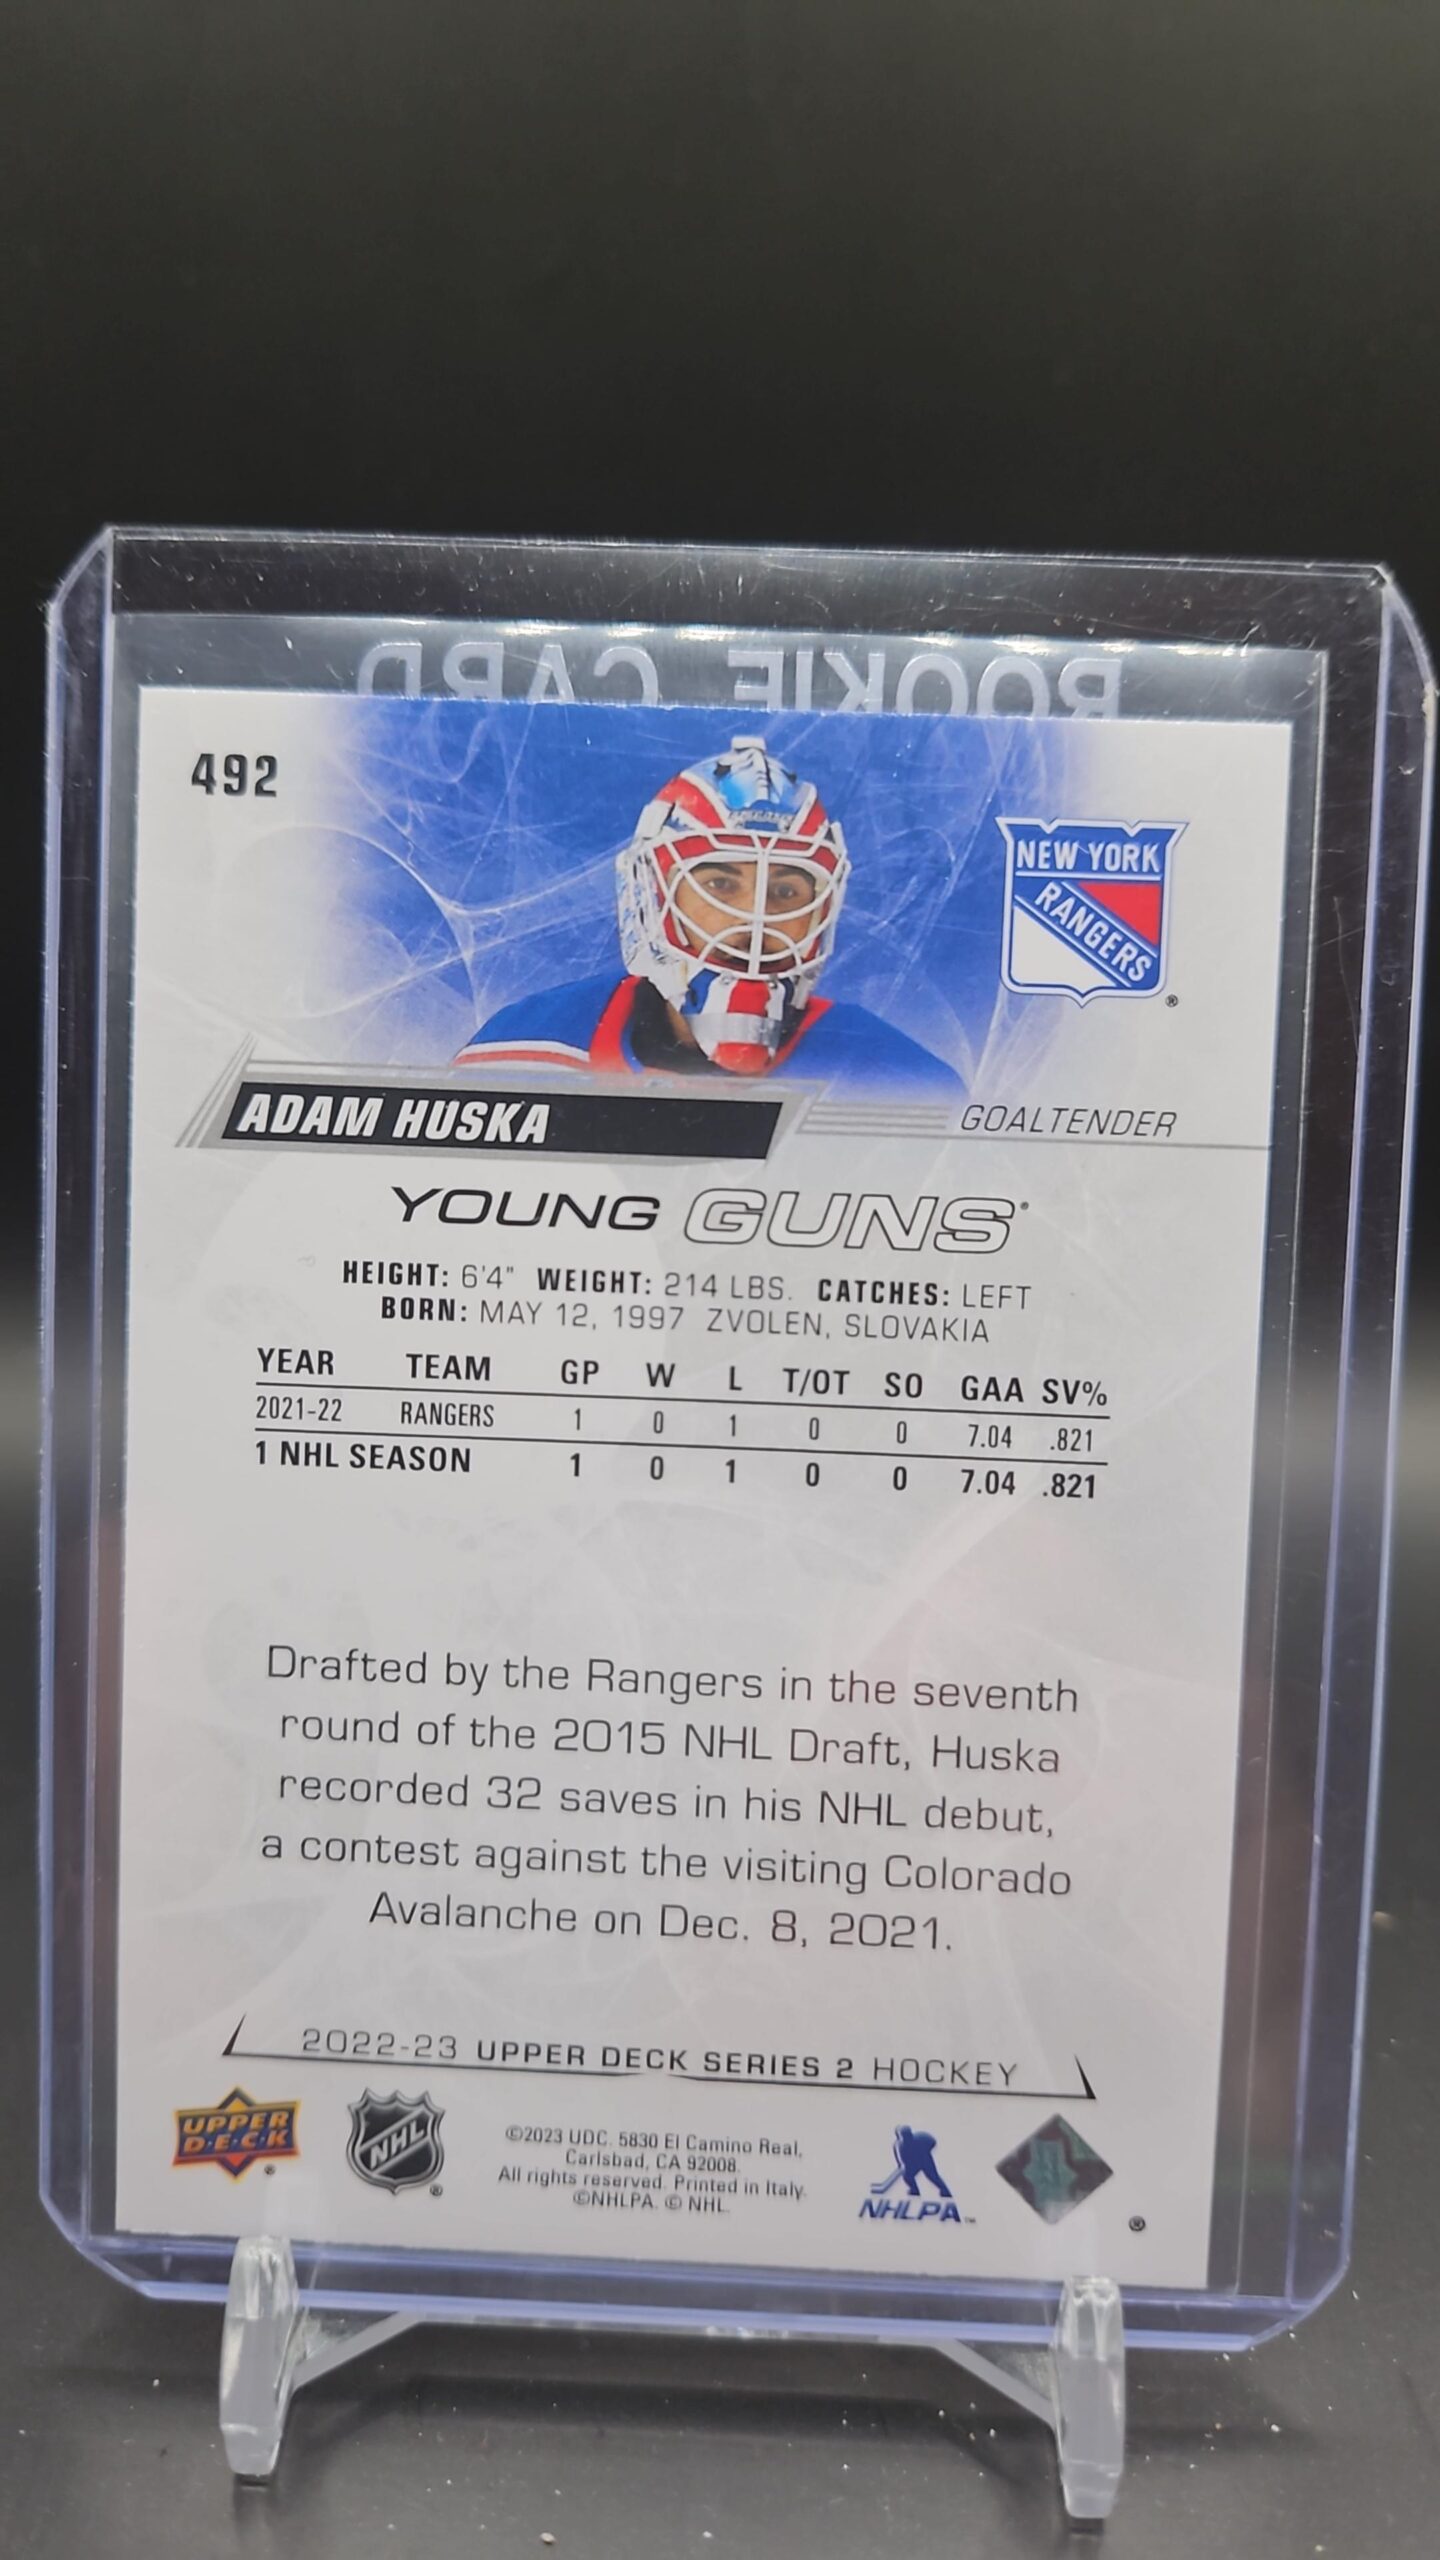 ROOKIE CARD
492
NEW YORK
RANGERS
®
ADAM HUSKA
GOALTENDER
YOUNG GUNS®
HEIGHT: 6'4" WEIGHT: 214 LBS. CATCHES: LEFT
BORN: MAY 12, 1997 ZVOLEN, SLOVAKIA
YEAR TEAM GP W L T/OT SO GAA SV%
2021-22 RANGERS 1 0 1 0 0 7.04 .821
1 NHL SEASON 1 0 1 0 0 7.04 .821
Drafted by the Rangers in the seventh
round of the 2015 NHL Draft, Huska
recorded 32 saves in his NHL debut,
a contest against the visiting Colorado
Avalanche on Dec. 8, 2021.
2022-23 UPPER DECK SERIES 2 HOCKEY
UPPER
D·E·C·K
®
NHL
®
©2023 UDC. 5830 El Camino Real,
Carlsbad, CA 92008.
All rights reserved. Printed in Italy.
©NHLPA. © NHL.
NHLPA™
®